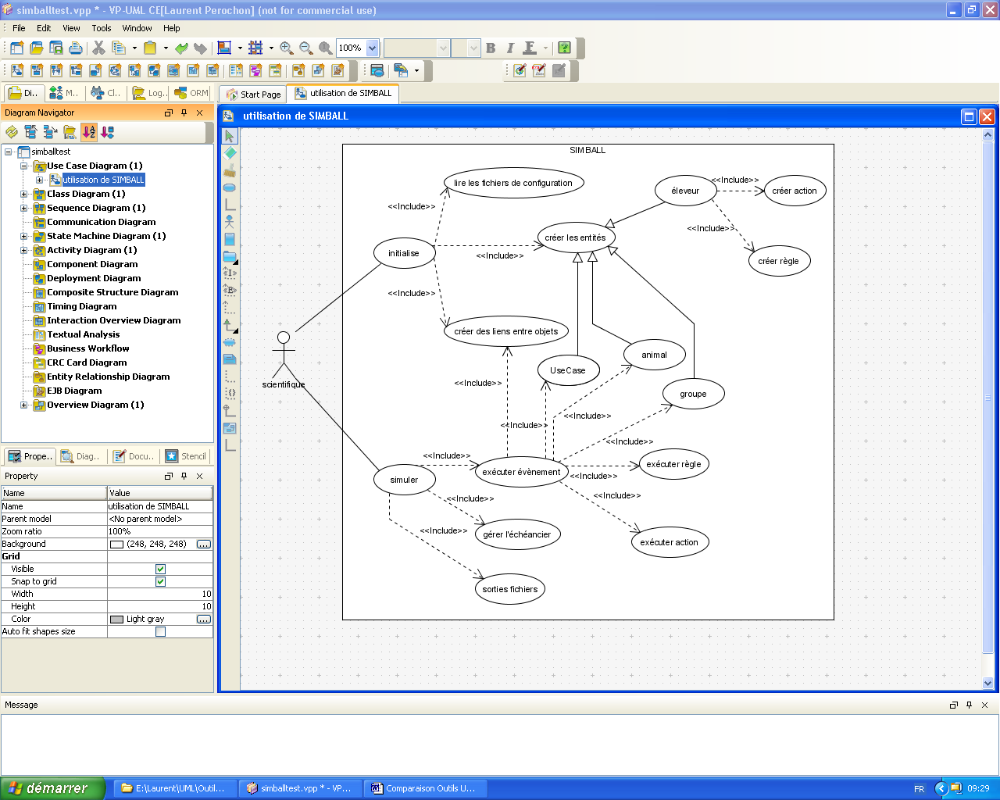 simballtest.vpp * - VP-UML CE[Laurent Perochon] (not for commercial use)
File Edit View Tools Window Help
100%
B I E
Di.. M.. Cl.. Log.. ORM
Start Page utilisation de SIMBALL
Diagram Navigator
utilisation de SIMBALL
simballtest
Use Case Diagram (1)
utilisation de SIMBALL
Class Diagram (1)
Sequence Diagram (1)
Communication Diagram
State Machine Diagram (1)
Activity Diagram (1)
Component Diagram
Deployment Diagram
Composite Structure Diagram
Timing Diagram
Interaction Overview Diagram
Textual Analysis
Business Workflow
CRC Card Diagram
Entity Relationship Diagram
EJB Diagram
Overview Diagram (1)
SIMBALL
lire les fichiers de configuration
éleveur
<<Include>>
créer action
<<Include>>
<<Include>>
créer les entités
initialise
<<Include>>
créer règle
<<Include>>
créer des liens entre objets
scientifique
<<Include>>
UseCase
animal
groupe
<<Include>>
<<Include>>
<<Include>>
<<Include>>
simuler
exécuter évènement
<<Include>>
exécuter règle
<<Include>>
<<Include>>
<<Include>>
gérer l'échéancier
exécuter action
sorties fichiers
Prope.. Diag.. Docu.. Stencil
Property
Name Value
Name utilisation de SIMBALL
Parent model <No parent model>
Zoom ratio 100%
Background (248, 248, 248) ...
Grid
Visible
Snap to grid
Width 10
Height 10
Color Light gray ...
Auto fit shapes size
Message
démarrer E:\Laurent\UML\Outil... simballtest.vpp * - VP... Comparaison Outils U... FR 09:29